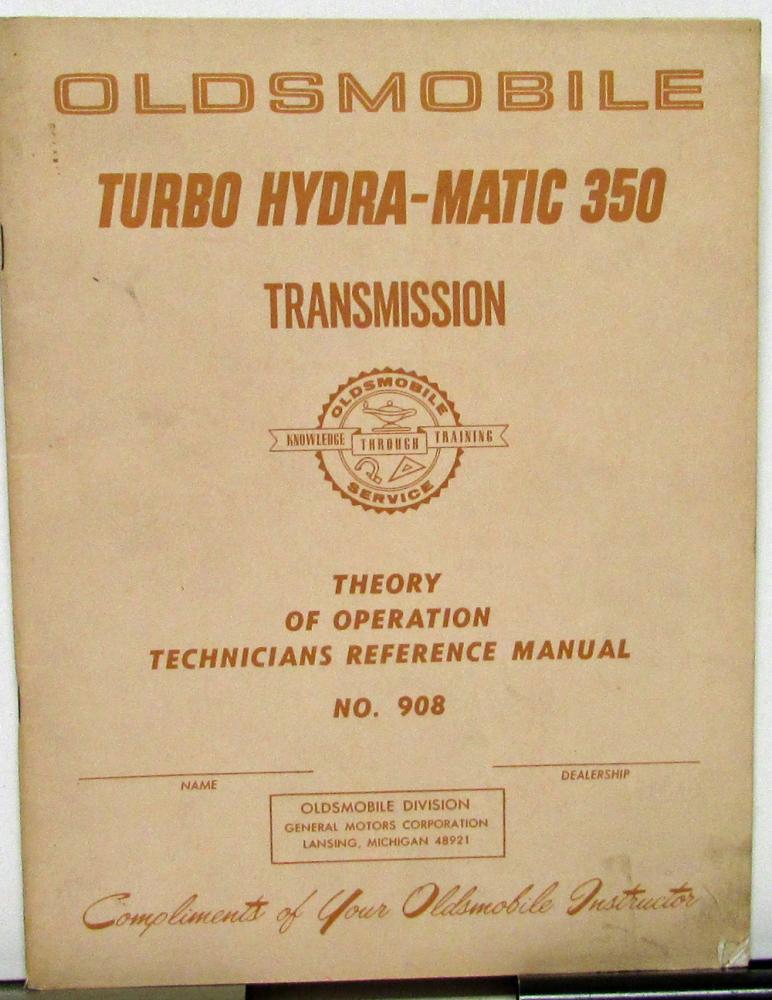 OLDSMOBILE
TURBO HYDRA-MATIC 350
TRANSMISSION
OLDSMOBILE
KNOWLEDGE THROUGH TRAINING
SERVICE
THEORY
OF OPERATION
TECHNICIANS REFERENCE MANUAL
NO. 908
NAME
DEALERSHIP
OLDSMOBILE DIVISION
GENERAL MOTORS CORPORATION
LANSING, MICHIGAN 48921
Compliments of Your Oldsmobile Instructor